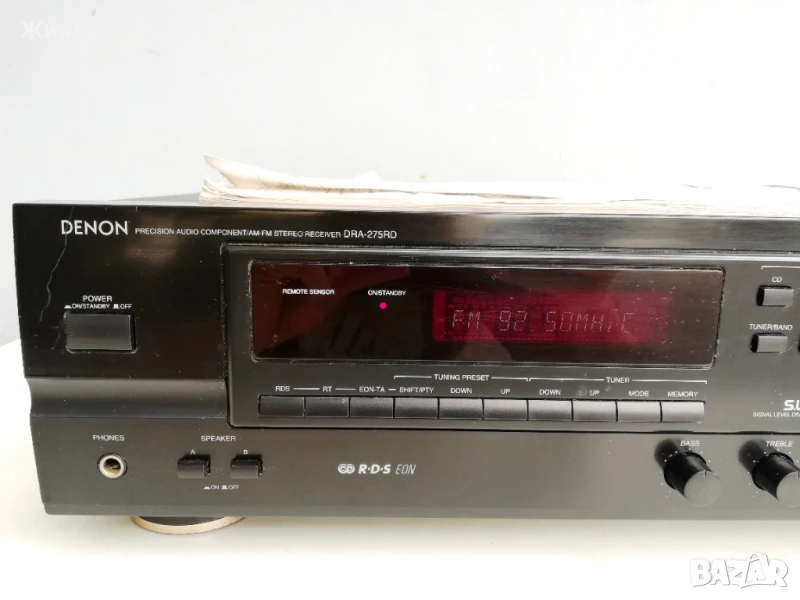 Живко
DENON PRECISION AUDIO COMPONENT/AM-FM STEREO RECEIVER DRA-275RD
POWER
ON/STANDBY OFF
REMOTE SENSOR
ON/STANDBY
FM 92.50MHz
CD
TUNER/BAND
TUNING PRESET
TUNER
RDS
RT
EON-TA
SHIFT/PTY
DOWN
UP
DOWN
UP
MODE
MEMORY
PHONES
SPEAKER
A
B
ON OFF
R·D·S EON
BASS
TREBLE
SIGNAL LEVEL
BAZAR